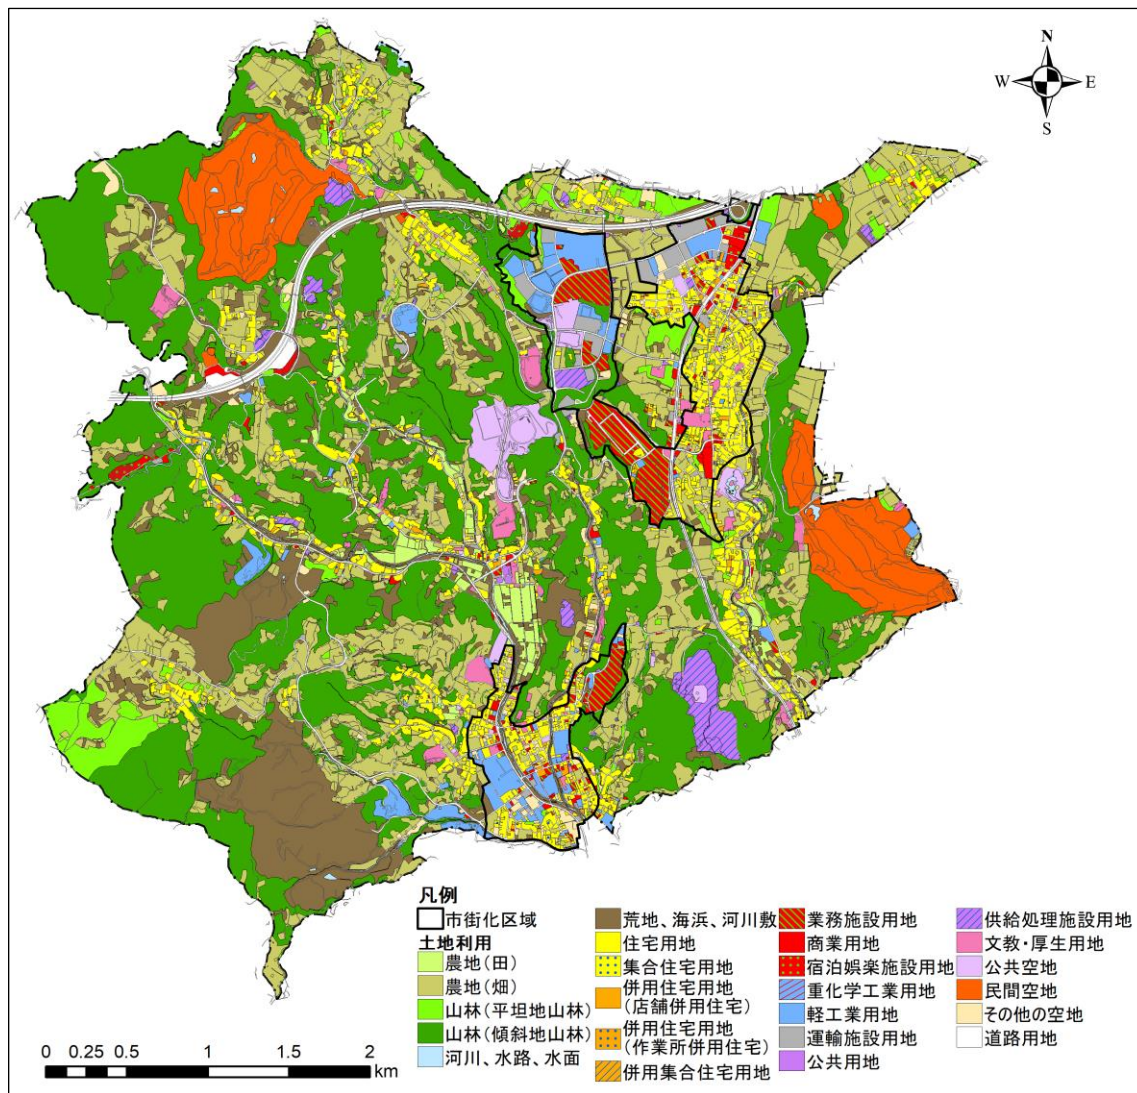 N
W E
S
凡例
市街化区域
土地利用
農地(田)
農地(畑)
山林(平坦地山林)
山林(傾斜地山林)
河川、水路、水面
荒地、海浜、河川敷
住宅用地
集合住宅用地
併用住宅用地
(店舗併用住宅)
併用住宅用地
(作業所併用住宅)
併用集合住宅用地
業務施設用地
商業用地
宿泊娯楽施設用地
重化学工業用地
軽工業用地
運輸施設用地
公共用地
供給処理施設用地
文教・厚生用地
公共空地
民間空地
その他の空地
道路用地
0 0.25 0.5 1 1.5 2
km